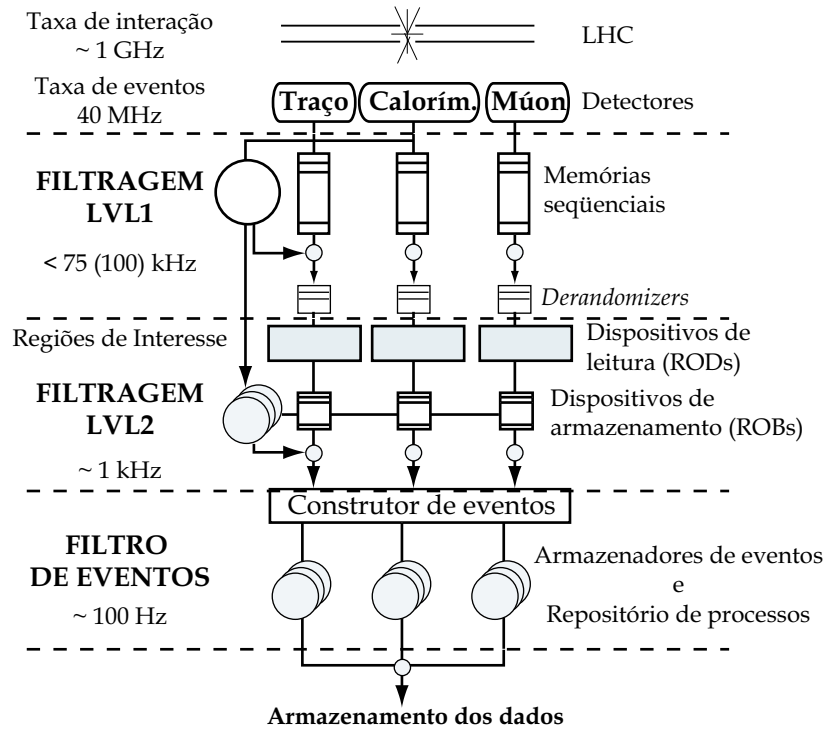 Taxa de interação
~ 1 GHz
LHC
Taxa de eventos
40 MHz
Traço
Calorím.
Múon
Detectores
FILTRAGEM
LVL1
< 75 (100) kHz
Memórias
seqüenciais
Derandomizers
Regiões de Interesse
Dispositivos de
leitura (RODs)
FILTRAGEM
LVL2
~ 1 kHz
Dispositivos de
armazenamento (ROBs)
Construtor de eventos
FILTRO
DE EVENTOS
~ 100 Hz
Armazenadores de eventos
e
Repositório de processos
Armazenamento dos dados